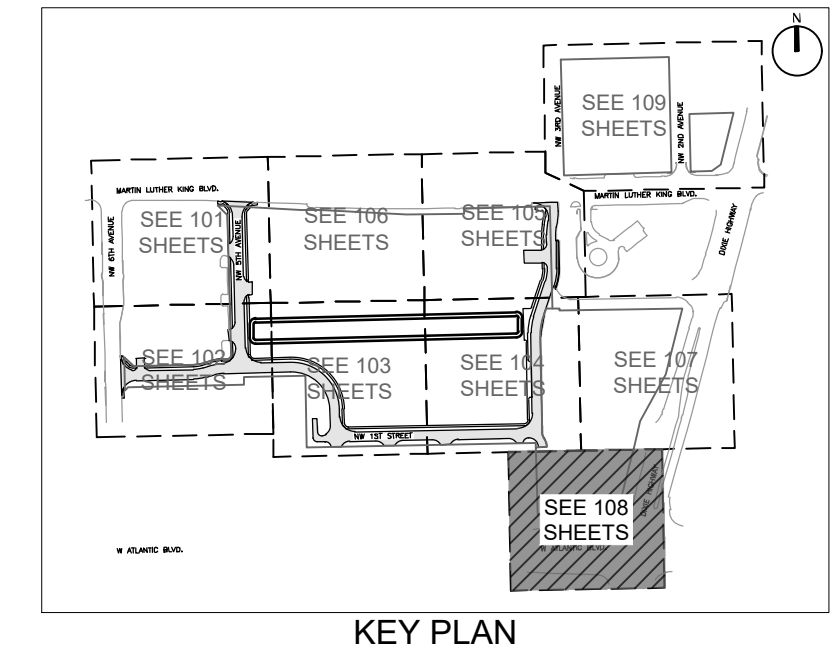 N
SEE 109
SHEETS
NW 3RD AVENUE
NW 2ND AVENUE
MARTIN LUTHER KING BLVD.
MARTIN LUTHER KING BLVD.
SEE 101
SHEETS
SEE 106
SHEETS
SEE 105
SHEETS
NW 6TH AVENUE
NW 5TH AVENUE
DIXIE HIGHWAY
SEE 102
SHEETS
SEE 103
SHEETS
SEE 104
SHEETS
SEE 107
SHEETS
NW 1ST STREET
DIXIE HIGHWAY
SEE 108
SHEETS
W ATLANTIC BLVD.
W ATLANTIC BLVD.
KEY PLAN